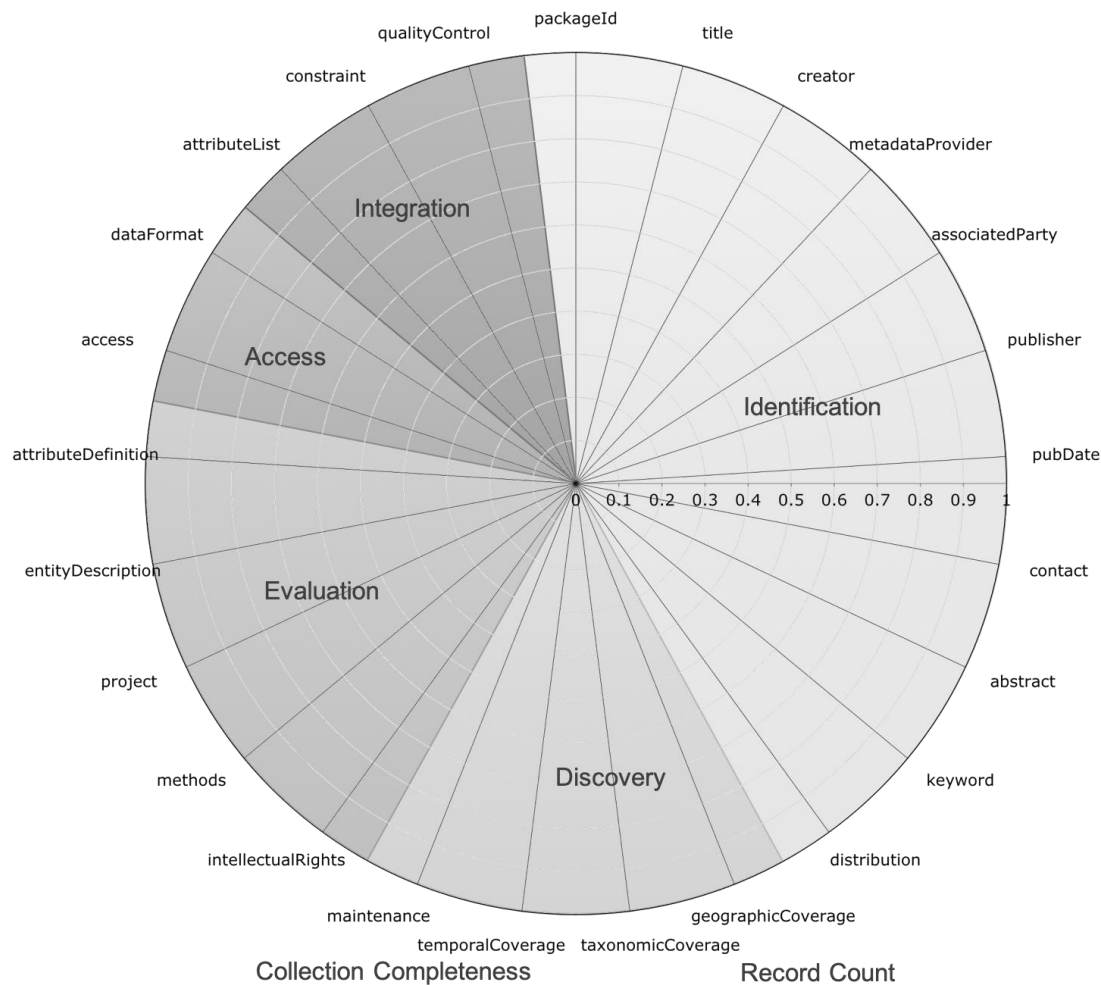 packageId
qualityControl
title
constraint
creator
attributeList
metadataProvider
Integration
dataFormat
associatedParty
access
Access
publisher
Identification
attributeDefinition
pubDate
0 0.1 0.2 0.3 0.4 0.5 0.6 0.7 0.8 0.9 1
entityDescription
contact
Evaluation
project
abstract
methods
Discovery
keyword
intellectualRights
distribution
maintenance
geographicCoverage
temporalCoverage
taxonomicCoverage
Collection Completeness
Record Count